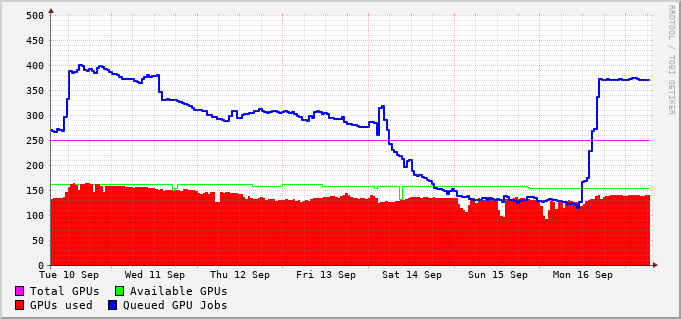 500
450
400
350
300
250
200
150
100
50
0
Tue 10 Sep Wed 11 Sep Thu 12 Sep Fri 13 Sep Sat 14 Sep Sun 15 Sep Mon 16 Sep
Total GPUs Available GPUs
GPUs used Queued GPU Jobs
RRDTOOL / TOBI OETIKER